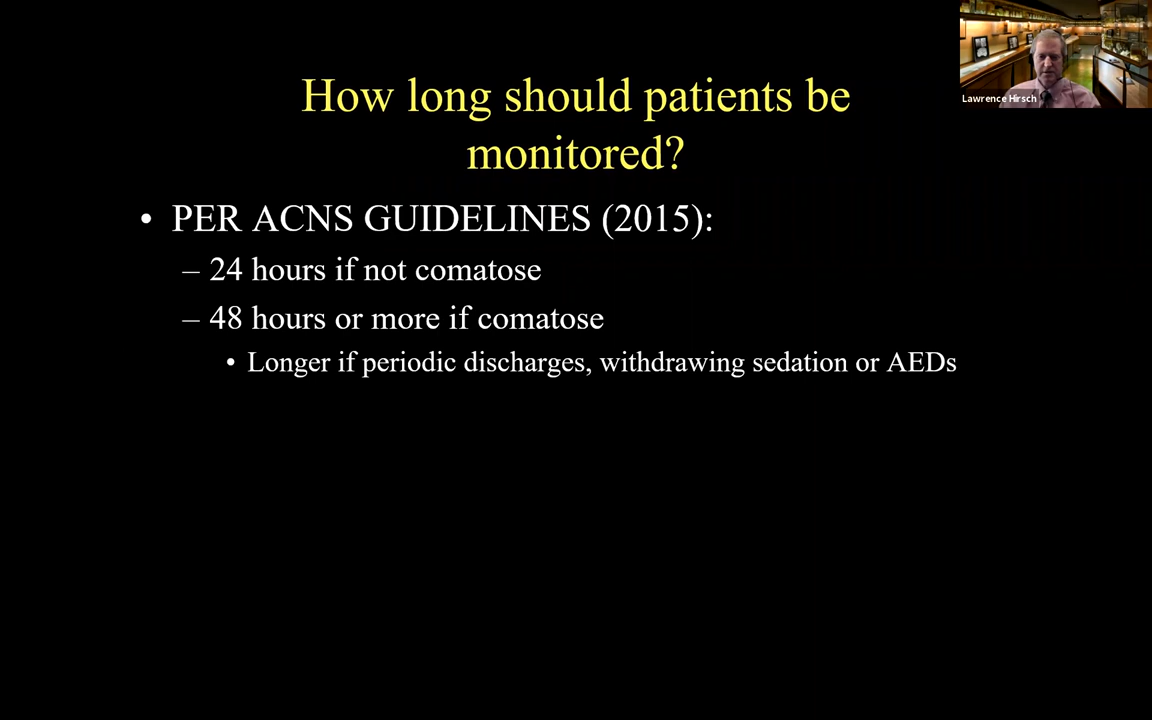 How long should patients be
monitored?
• PER ACNS GUIDELINES (2015):
– 24 hours if not comatose
– 48 hours or more if comatose
• Longer if periodic discharges, withdrawing sedation or AEDs
Lawrence Hirsch